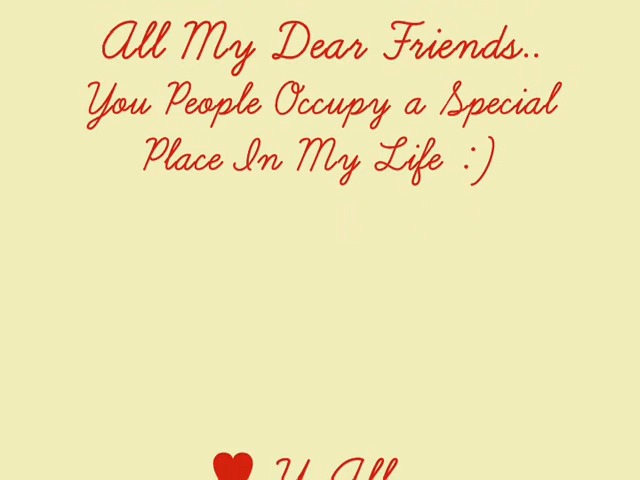 All My Dear Friends..
You People Occupy a Special
Place In My Life :)
♥ Y All